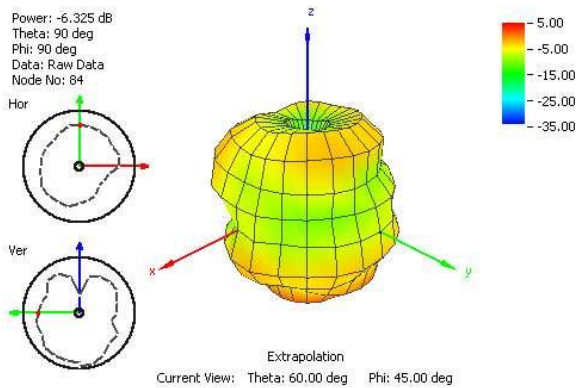 Power: -6.325 dB
Theta: 90 deg
Phi: 90 deg
Data: Raw Data
Node No: 84
Hor
Ver
z
x
y
5.00
-5.00
-15.00
-25.00
-35.00
Extrapolation
Current View: Theta: 60.00 deg Phi: 45.00 deg